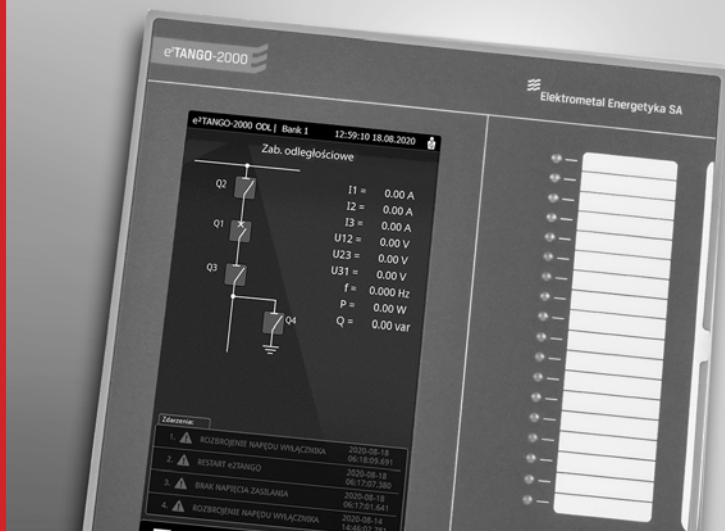 e²TANGO-2000
Elektrometal Energetyka SA
e²TANGO-2000 ODL | Bank 1 12:59:10 18.08.2020
Zab. odległościowe
Q2
Q1
Q3
Q4
I1 = 0.00 A
I2 = 0.00 A
I3 = 0.00 A
U12 = 0.00 V
U23 = 0.00 V
U31 = 0.00 V
f = 0.000 Hz
P = 0.00 W
Q = 0.00 var
Zdarzenia:
1. ROZBROJENIE NAPĘDU WYŁĄCZNIKA 2020-08-18
06:18:09.691
2. RESTART e2TANGO 2020-08-18
06:17:07.380
3. BRAK NAPIĘCIA ZASILANIA 2020-08-18
06:17:01.641
4. ROZBROJENIE NAPĘDU WYŁĄCZNIKA 2020-08-14